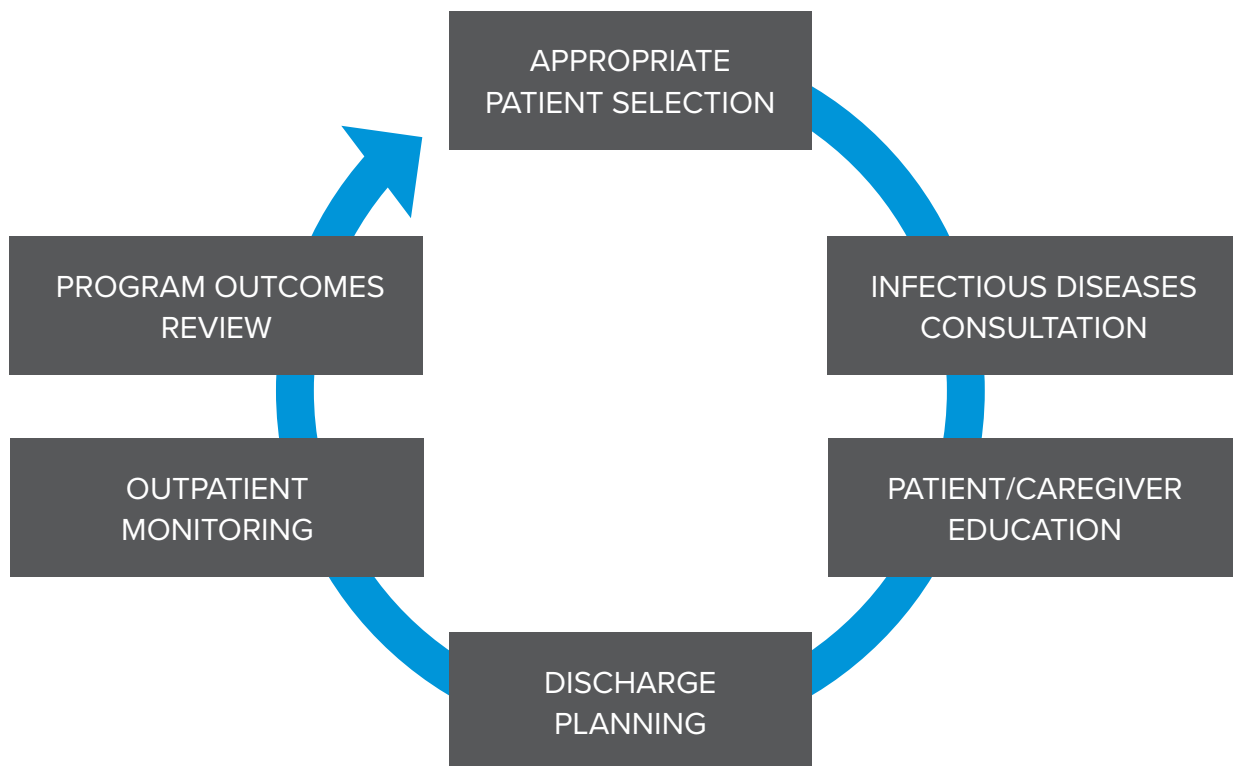 APPROPRIATE
PATIENT SELECTION
INFECTIOUS DISEASES
CONSULTATION
PATIENT/CAREGIVER
EDUCATION
DISCHARGE
PLANNING
OUTPATIENT
MONITORING
PROGRAM OUTCOMES
REVIEW